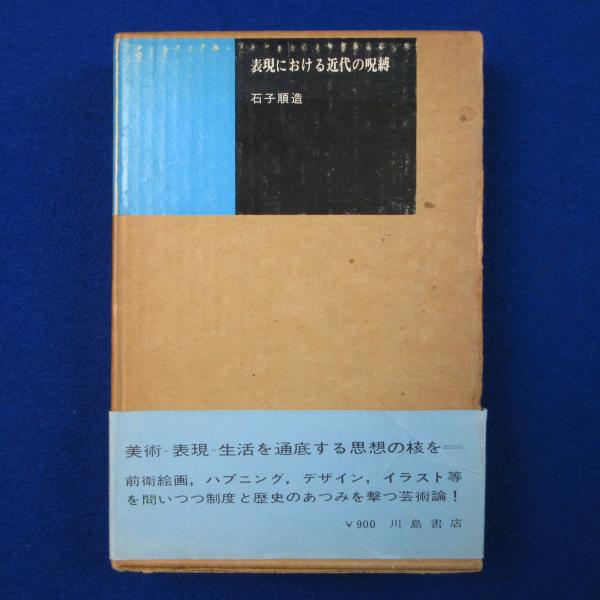 表現における近代の呪縛
石子順造
美術-表現-生活を通底する思想の核を═
前衛絵画，ハプニング，デザイン，イラスト等
を問いつつ制度と歴史のあつみを撃つ芸術論！
￥900 川島書店